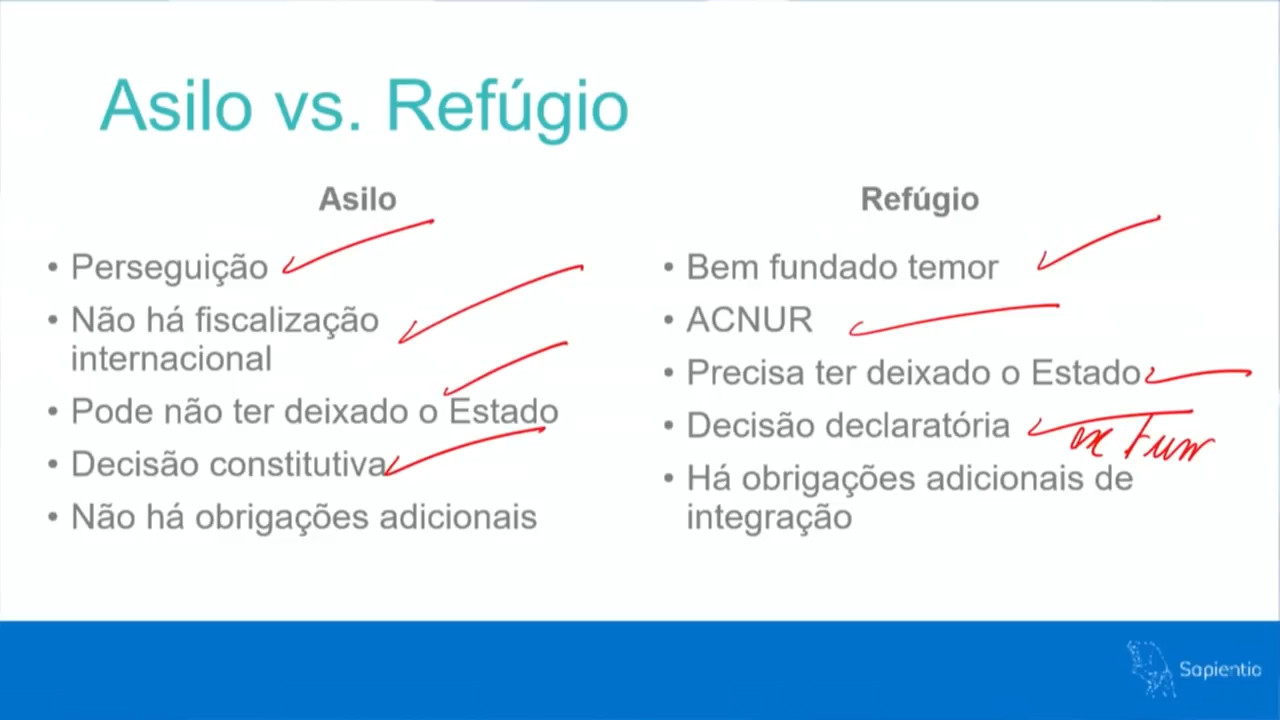 Asilo vs. Refúgio
Asilo
• Perseguição
• Não há fiscalização
internacional
• Pode não ter deixado o Estado
• Decisão constitutiva
• Não há obrigações adicionais
Refúgio
• Bem fundado temor
• ACNUR
• Precisa ter deixado o Estado
• Decisão declaratória
• Há obrigações adicionais de
integração
Sapientia